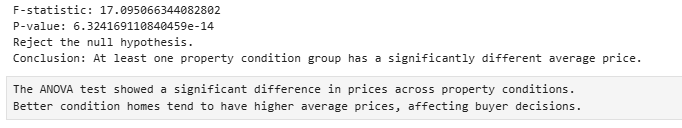 F-statistic: 17.095066344082802
P-value: 6.324169110840459e-14
Reject the null hypothesis.
Conclusion: At least one property condition group has a significantly different average price.
The ANOVA test showed a significant difference in prices across property conditions.
Better condition homes tend to have higher average prices, affecting buyer decisions.